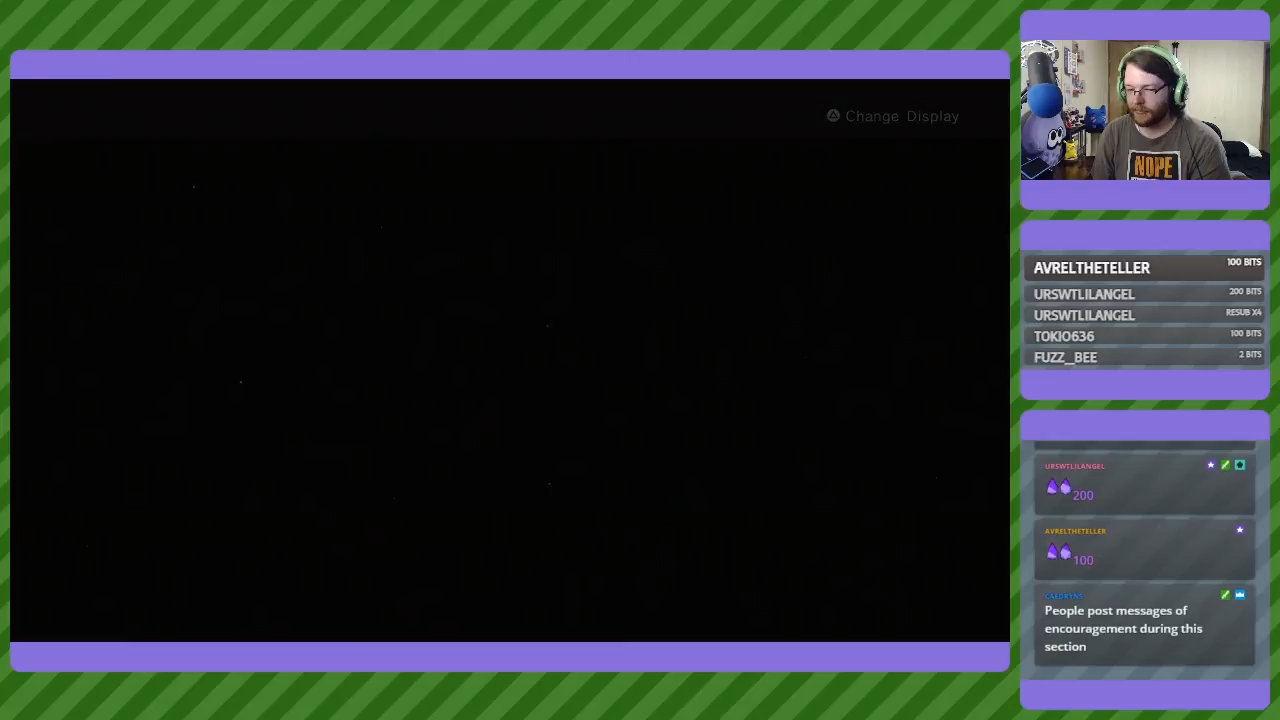 Change Display
NOPE
AVRELTHETELLER 100 BITS
URSWTLILANGEL 200 BITS
URSWTLILANGEL RESUB X4
TOKIO636 100 BITS
FUZZ__BEE 2 BITS
URSWTLILANGEL
200
AVRELTHETELLER
100
People post messages of
encouragement during this
section